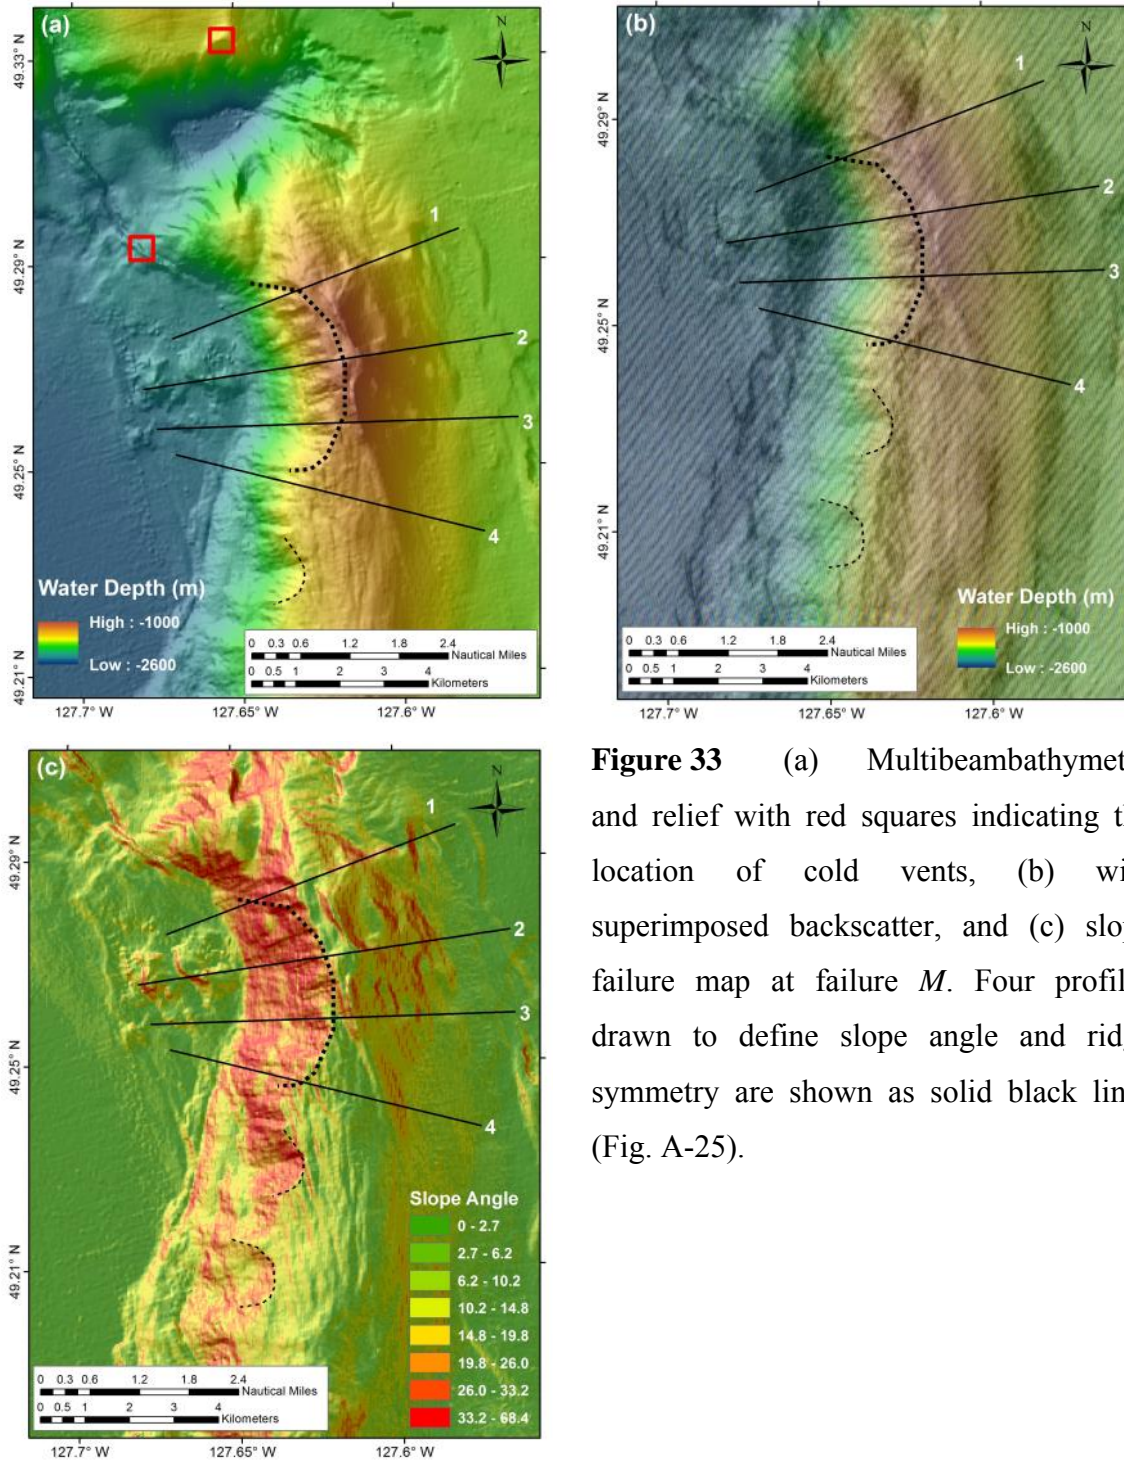 (a)
N
49.33° N
49.29° N
49.25° N
49.21° N
1
2
3
4
Water Depth (m)
High : -1000
Low : -2600
0 0.3 0.6 1.2 1.8 2.4
Nautical Miles
0 0.5 1 2 3 4
Kilometers
127.7° W 127.65° W 127.6° W
(b)
N
49.29° N
49.25° N
49.21° N
1
2
3
4
Water Depth (m)
High : -1000
Low : -2600
0 0.3 0.6 1.2 1.8 2.4
Nautical Miles
0 0.5 1 2 3 4
Kilometers
127.7° W 127.65° W 127.6° W
(c)
N
49.29° N
49.25° N
49.21° N
1
2
3
4
Slope Angle
0 - 2.7
2.7 - 6.2
6.2 - 10.2
10.2 - 14.8
14.8 - 19.8
19.8 - 26.0
26.0 - 33.2
33.2 - 68.4
0 0.3 0.6 1.2 1.8 2.4
Nautical Miles
0 0.5 1 2 3 4
Kilometers
127.7° W 127.65° W 127.6° W
Figure 33 (a) Multibeambathymet
and relief with red squares indicating th
location of cold vents, (b) wi
superimposed backscatter, and (c) slop
failure map at failure M. Four profil
drawn to define slope angle and ridg
symmetry are shown as solid black lin
(Fig. A-25).